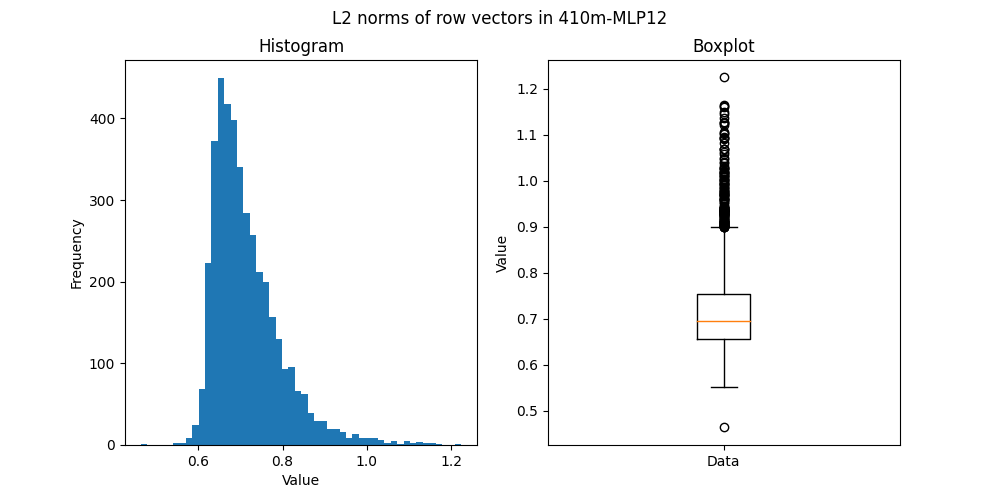 L2 norms of row vectors in 410m-MLP12
Histogram
Frequency
400
300
200
100
0
0.6 0.8 1.0 1.2
Value
Boxplot
Value
1.2
1.1
1.0
0.9
0.8
0.7
0.6
0.5
Data